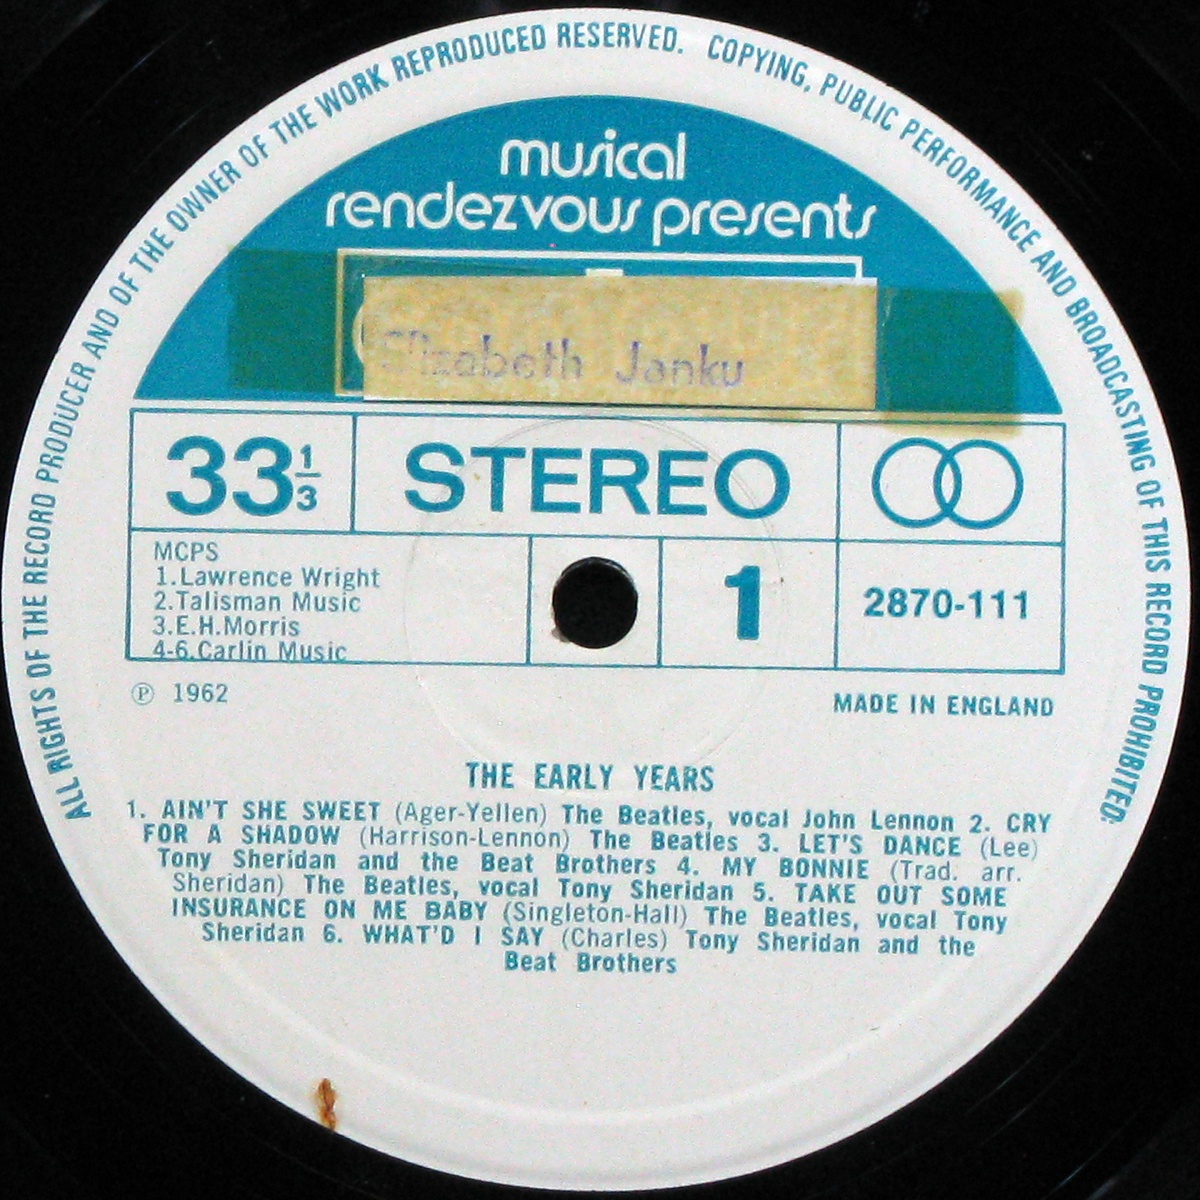 ALL RIGHTS OF THE RECORD PRODUCER AND OF THE OWNER OF THE WORK REPRODUCED RESERVED. COPYING, PUBLIC PERFORMANCE AND BROADCASTING OF THIS RECORD PROHIBITED.
musical
rendezvous presents
Elizabeth Janku
33 1/3 STEREO
MCPS
1.Lawrence Wright
2.Talisman Music
3.E.H.Morris
4-6.Carlin Music
1
2870-111
℗ 1962
MADE IN ENGLAND
THE EARLY YEARS
1. AIN'T SHE SWEET (Ager-Yellen) The Beatles, vocal John Lennon 2. CRY
FOR A SHADOW (Harrison-Lennon) The Beatles 3. LET'S DANCE (Lee)
Tony Sheridan and the Beat Brothers 4. MY BONNIE (Trad. arr.
Sheridan) The Beatles, vocal Tony Sheridan 5. TAKE OUT SOME
INSURANCE ON ME BABY (Singleton-Hall) The Beatles, vocal Tony
Sheridan 6. WHAT'D I SAY (Charles) Tony Sheridan and the
Beat Brothers